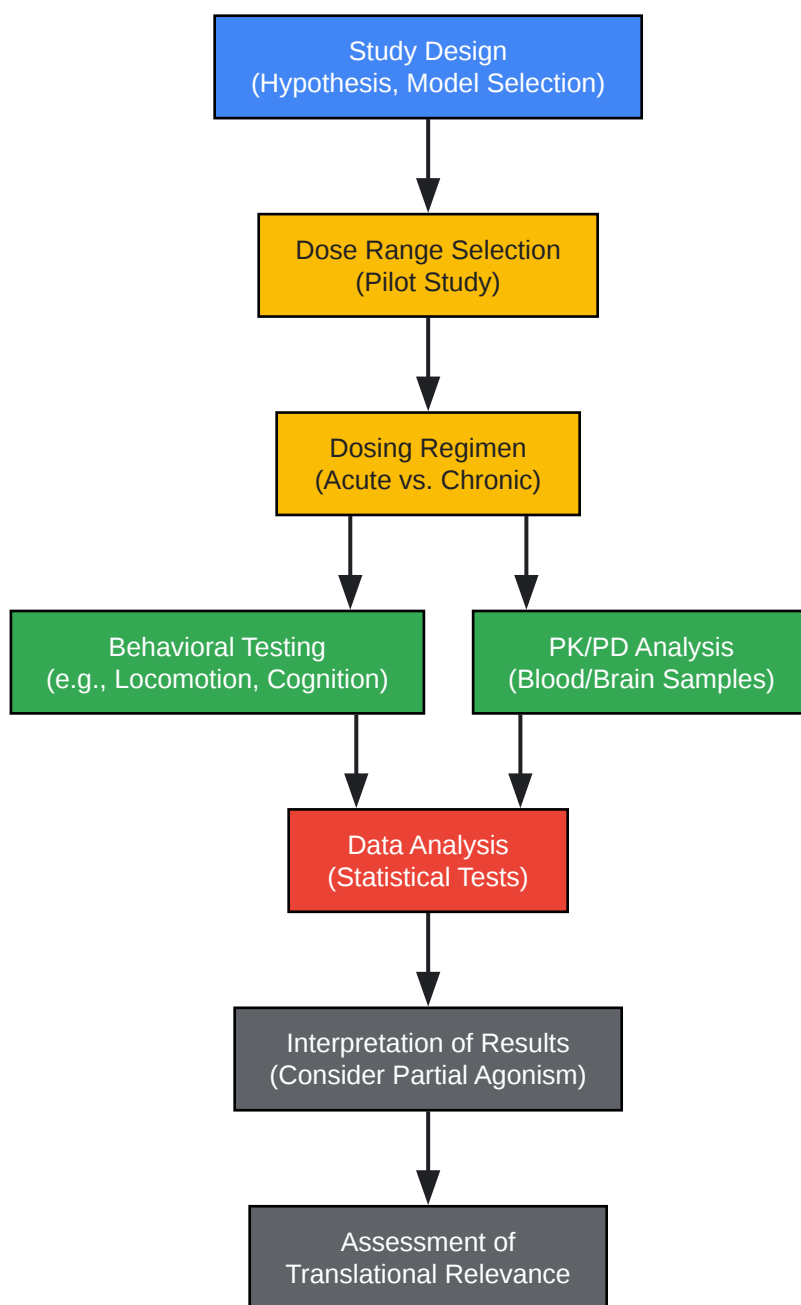 Study Design
(Hypothesis, Model Selection)
Dose Range Selection
(Pilot Study)
Dosing Regimen
(Acute vs. Chronic)
Behavioral Testing
(e.g., Locomotion, Cognition)
PK/PD Analysis
(Blood/Brain Samples)
Data Analysis
(Statistical Tests)
Interpretation of Results
(Consider Partial Agonism)
Assessment of
Translational Relevance